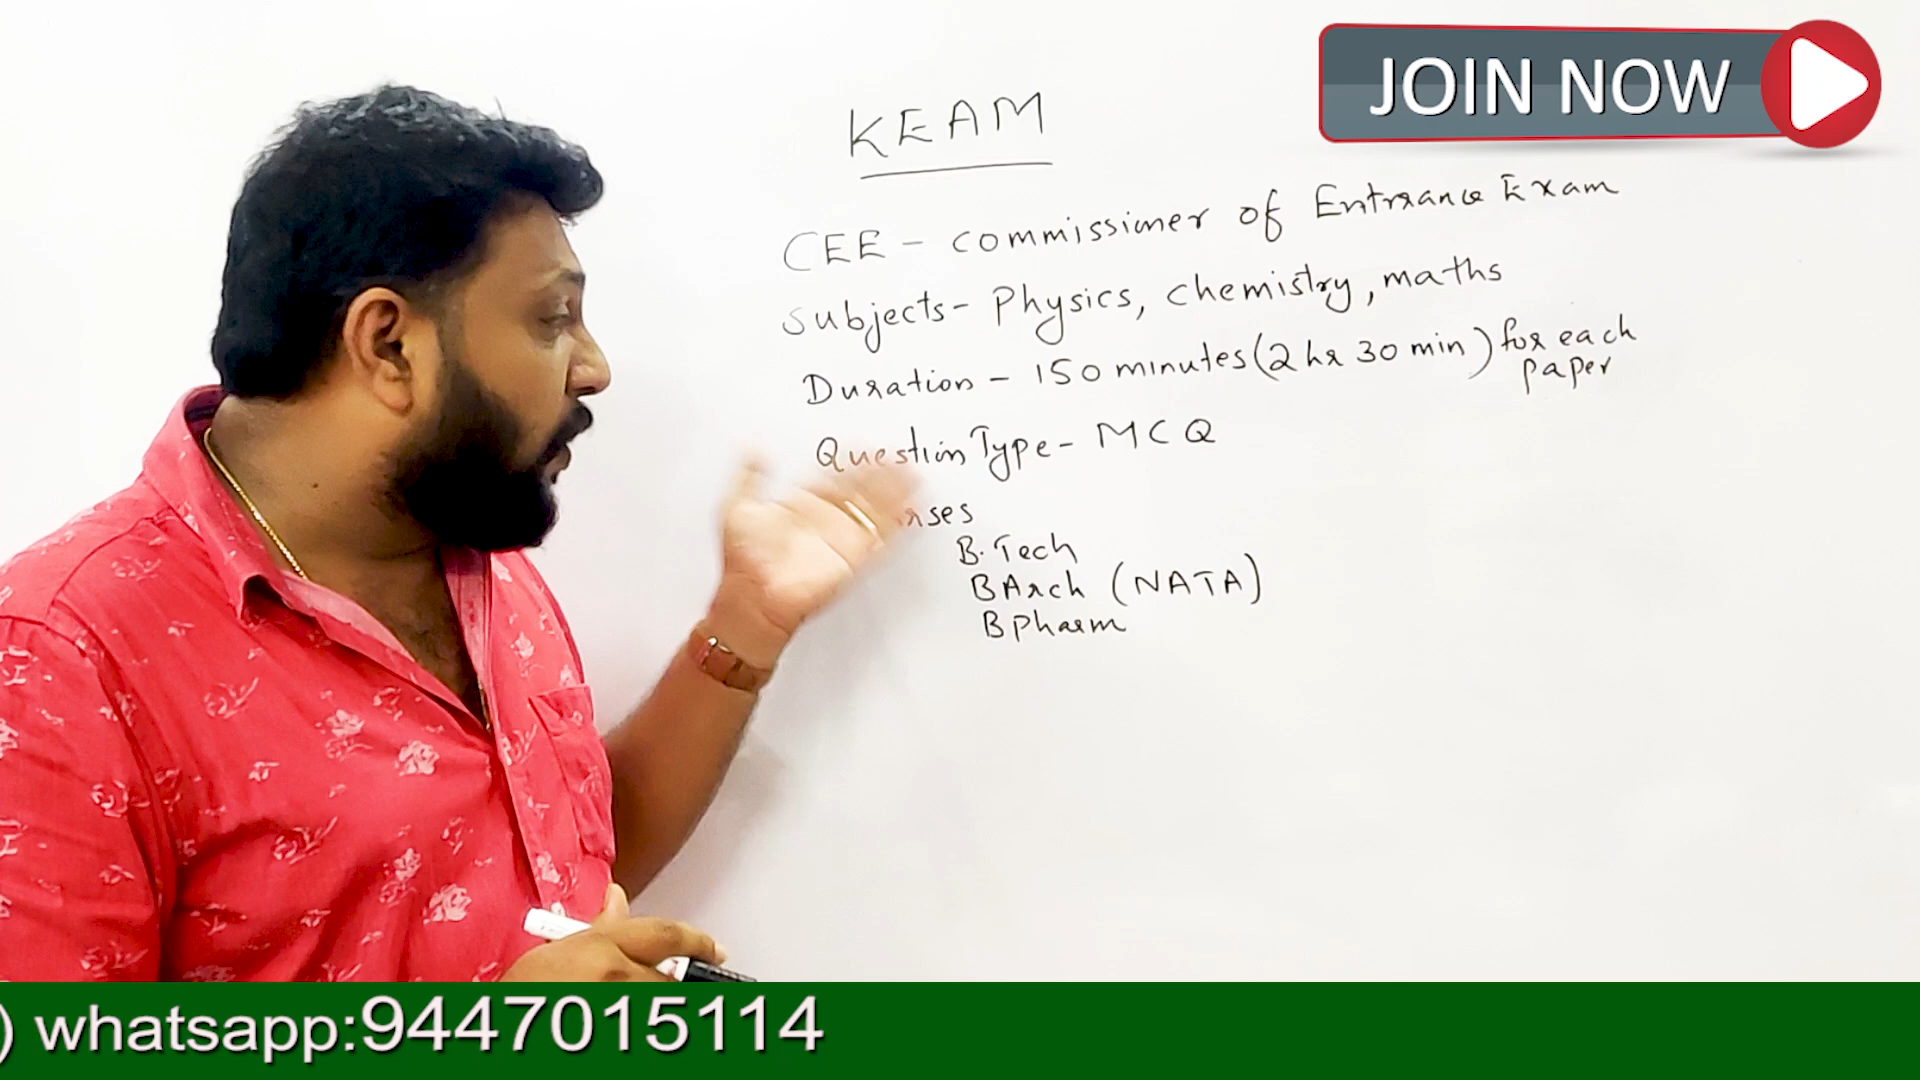 JOIN NOW
KEAM
CEE - commissimer of Entrance Exam
Subjects - Physics, chemistry, maths
Duration - 150 minutes (2 hr 30 min) for each
paper
Question Type - MCQ
B.Tech
BArch (NATA)
BPharm
) whatsapp:9447015114